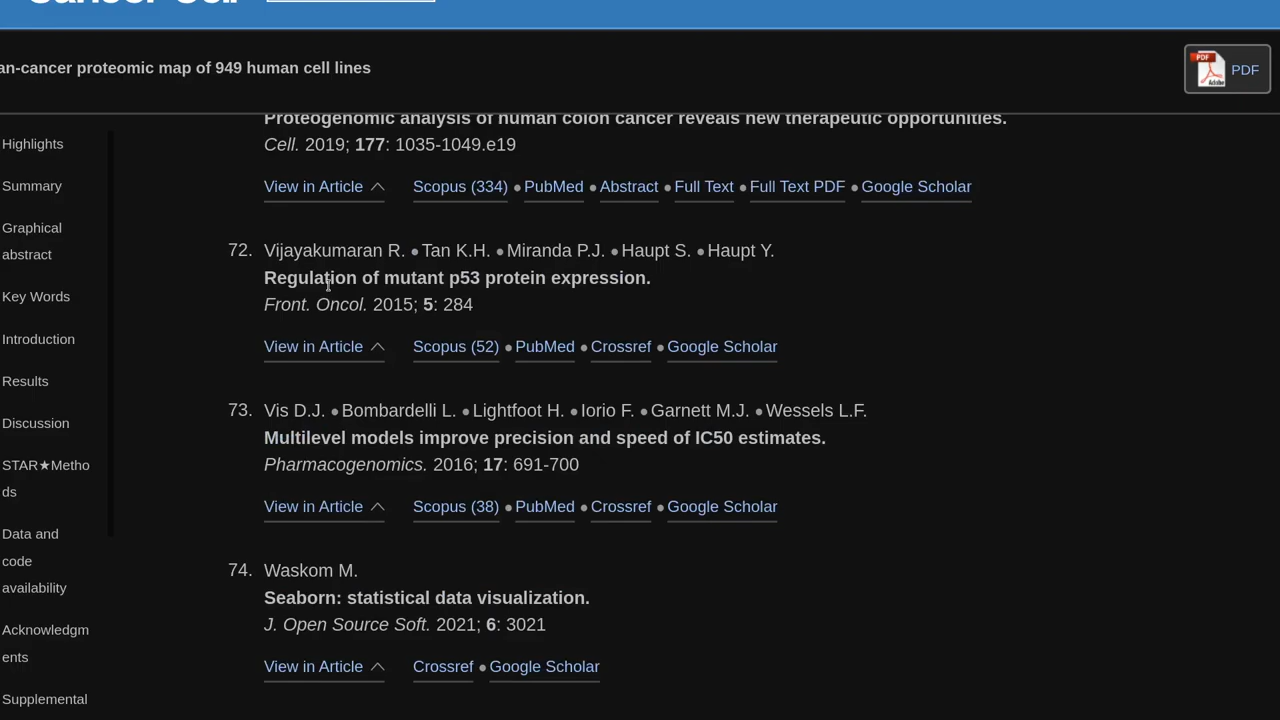 Cancer Cell
an-cancer proteomic map of 949 human cell lines
PDF
PDF
Adobe
Highlights
Summary
Graphical
abstract
Key Words
Introduction
Results
Discussion
STAR★Metho
ds
Data and
code
availability
Acknowledgm
ents
Supplemental
Proteogenomic analysis of human colon cancer reveals new therapeutic opportunities.
Cell. 2019; 177: 1035-1049.e19
View in Article Scopus (334) ● PubMed ● Abstract ● Full Text ● Full Text PDF ● Google Scholar
72. Vijayakumaran R. ● Tan K.H. ● Miranda P.J. ● Haupt S. ● Haupt Y.
Regulation of mutant p53 protein expression.
Front. Oncol. 2015; 5: 284
View in Article Scopus (52) ● PubMed ● Crossref ● Google Scholar
73. Vis D.J. ● Bombardelli L. ● Lightfoot H. ● Iorio F. ● Garnett M.J. ● Wessels L.F.
Multilevel models improve precision and speed of IC50 estimates.
Pharmacogenomics. 2016; 17: 691-700
View in Article Scopus (38) ● PubMed ● Crossref ● Google Scholar
74. Waskom M.
Seaborn: statistical data visualization.
J. Open Source Soft. 2021; 6: 3021
View in Article Crossref ● Google Scholar